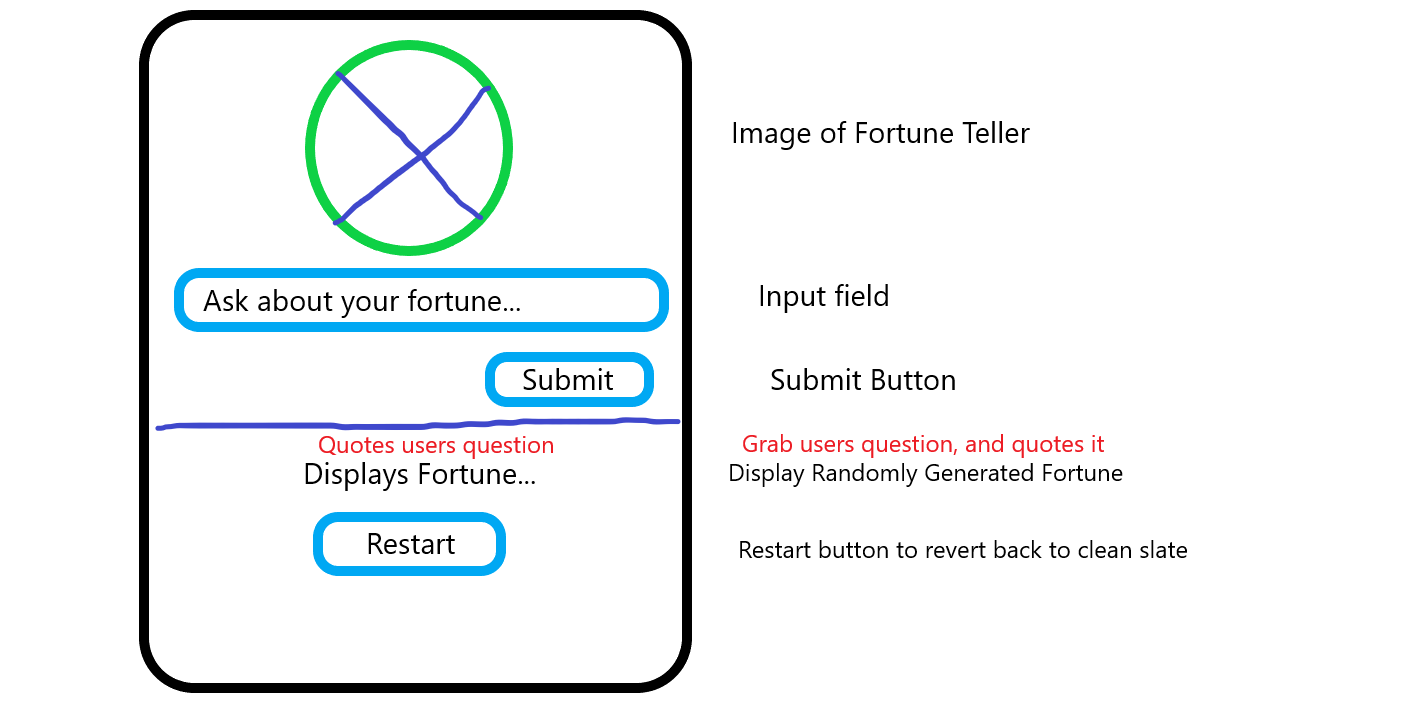 Image of Fortune Teller
Ask about your fortune...
Input field
Submit
Submit Button
Quotes users question
Grab users question, and quotes it
Displays Fortune...
Display Randomly Generated Fortune
Restart
Restart button to revert back to clean slate